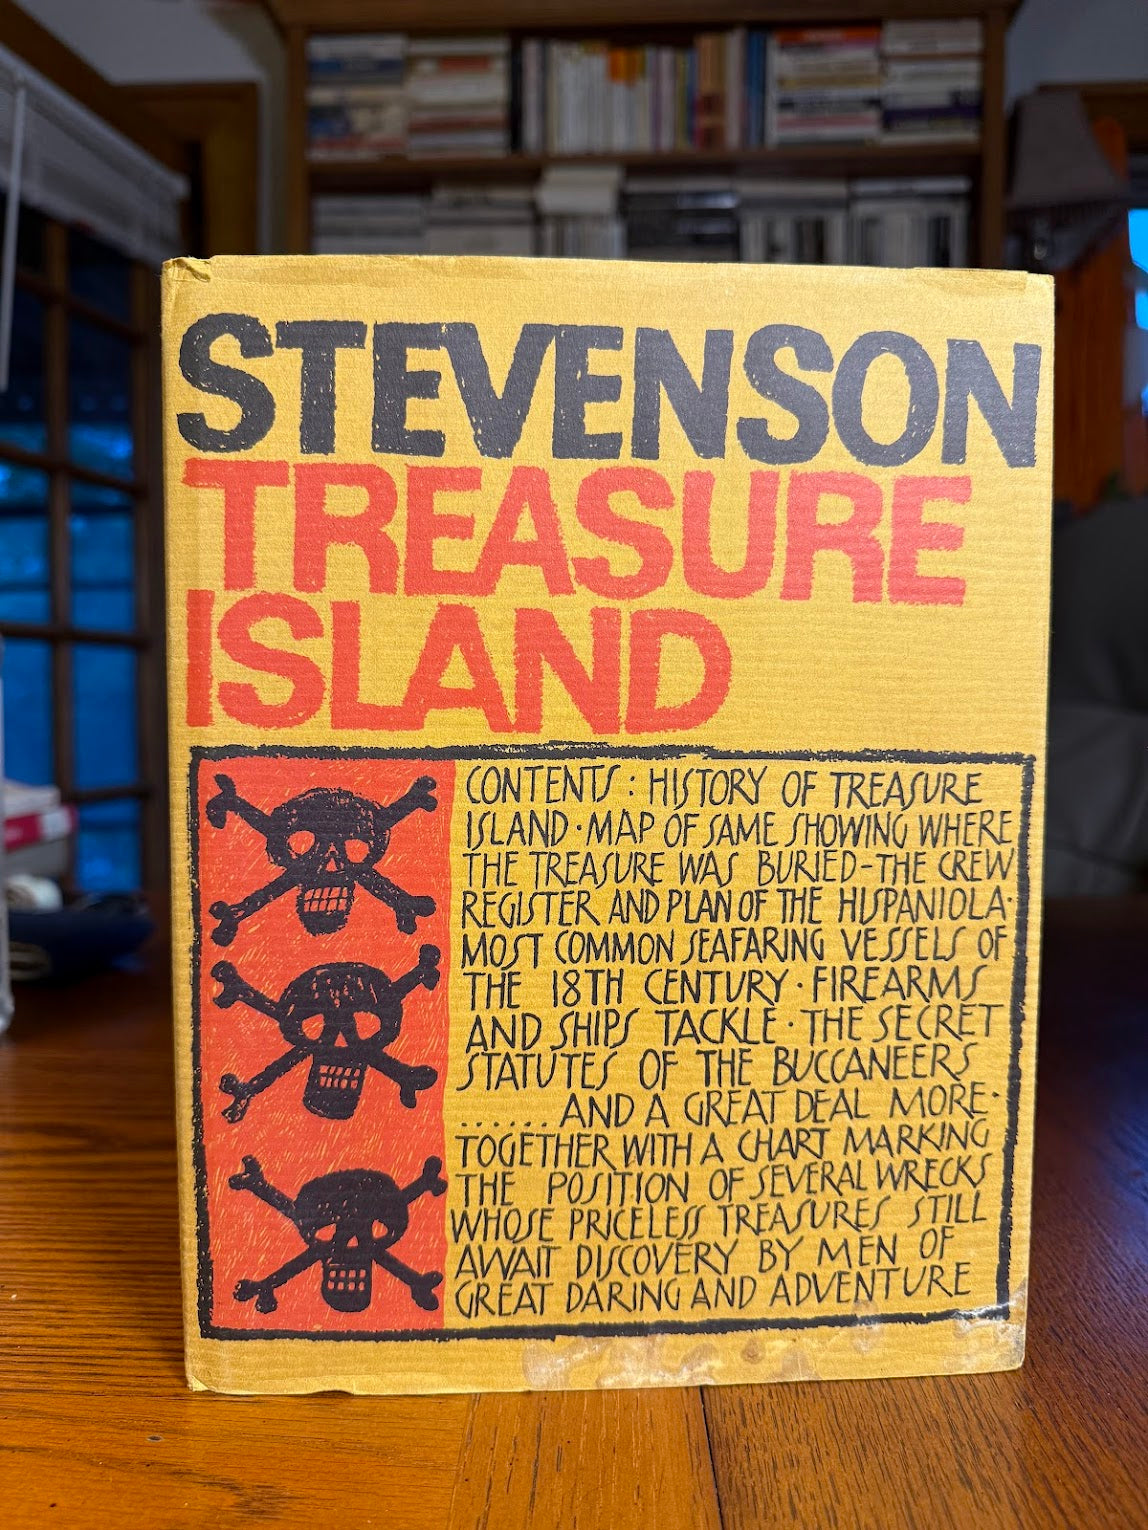 STEVENSON
TREASURE
ISLAND
CONTENTS : HISTORY OF TREASURE
ISLAND · MAP OF SAME SHOWING WHERE
THE TREASURE WAS BURIED - THE CREW
REGISTER AND PLAN OF THE HISPANIOLA ·
MOST COMMON SEAFARING VESSELS OF
THE 18TH CENTURY · FIREARMS
AND SHIPS TACKLE · THE SECRET
STATUTES OF THE BUCCANEERS
...... AND A GREAT DEAL MORE ·
TOGETHER WITH A CHART MARKING
THE POSITION OF SEVERAL WRECKS
WHOSE PRICELESS TREASURES STILL
AWAIT DISCOVERY BY MEN OF
GREAT DARING AND ADVENTURE